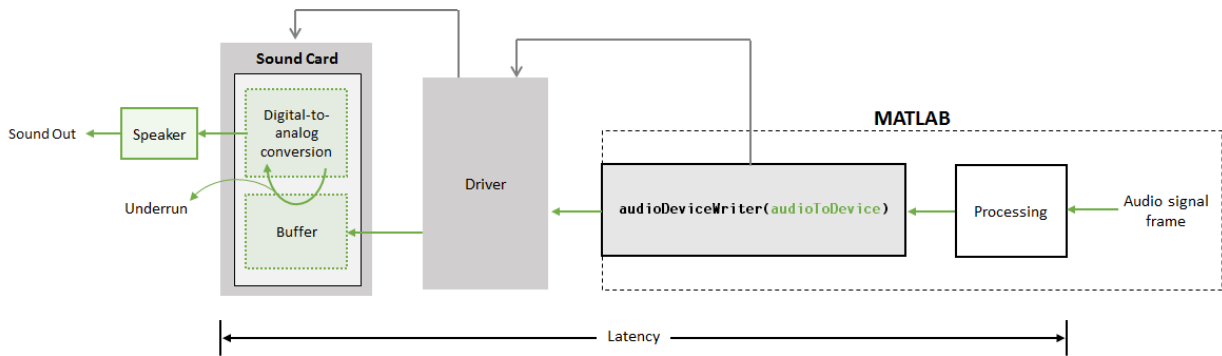 Sound Card
MATLAB
Sound Out
Speaker
Digital-to-
analog
conversion
Underrun
Buffer
Driver
audioDeviceWriter(audioToDevice)
Processing
Audio signal
frame
Latency